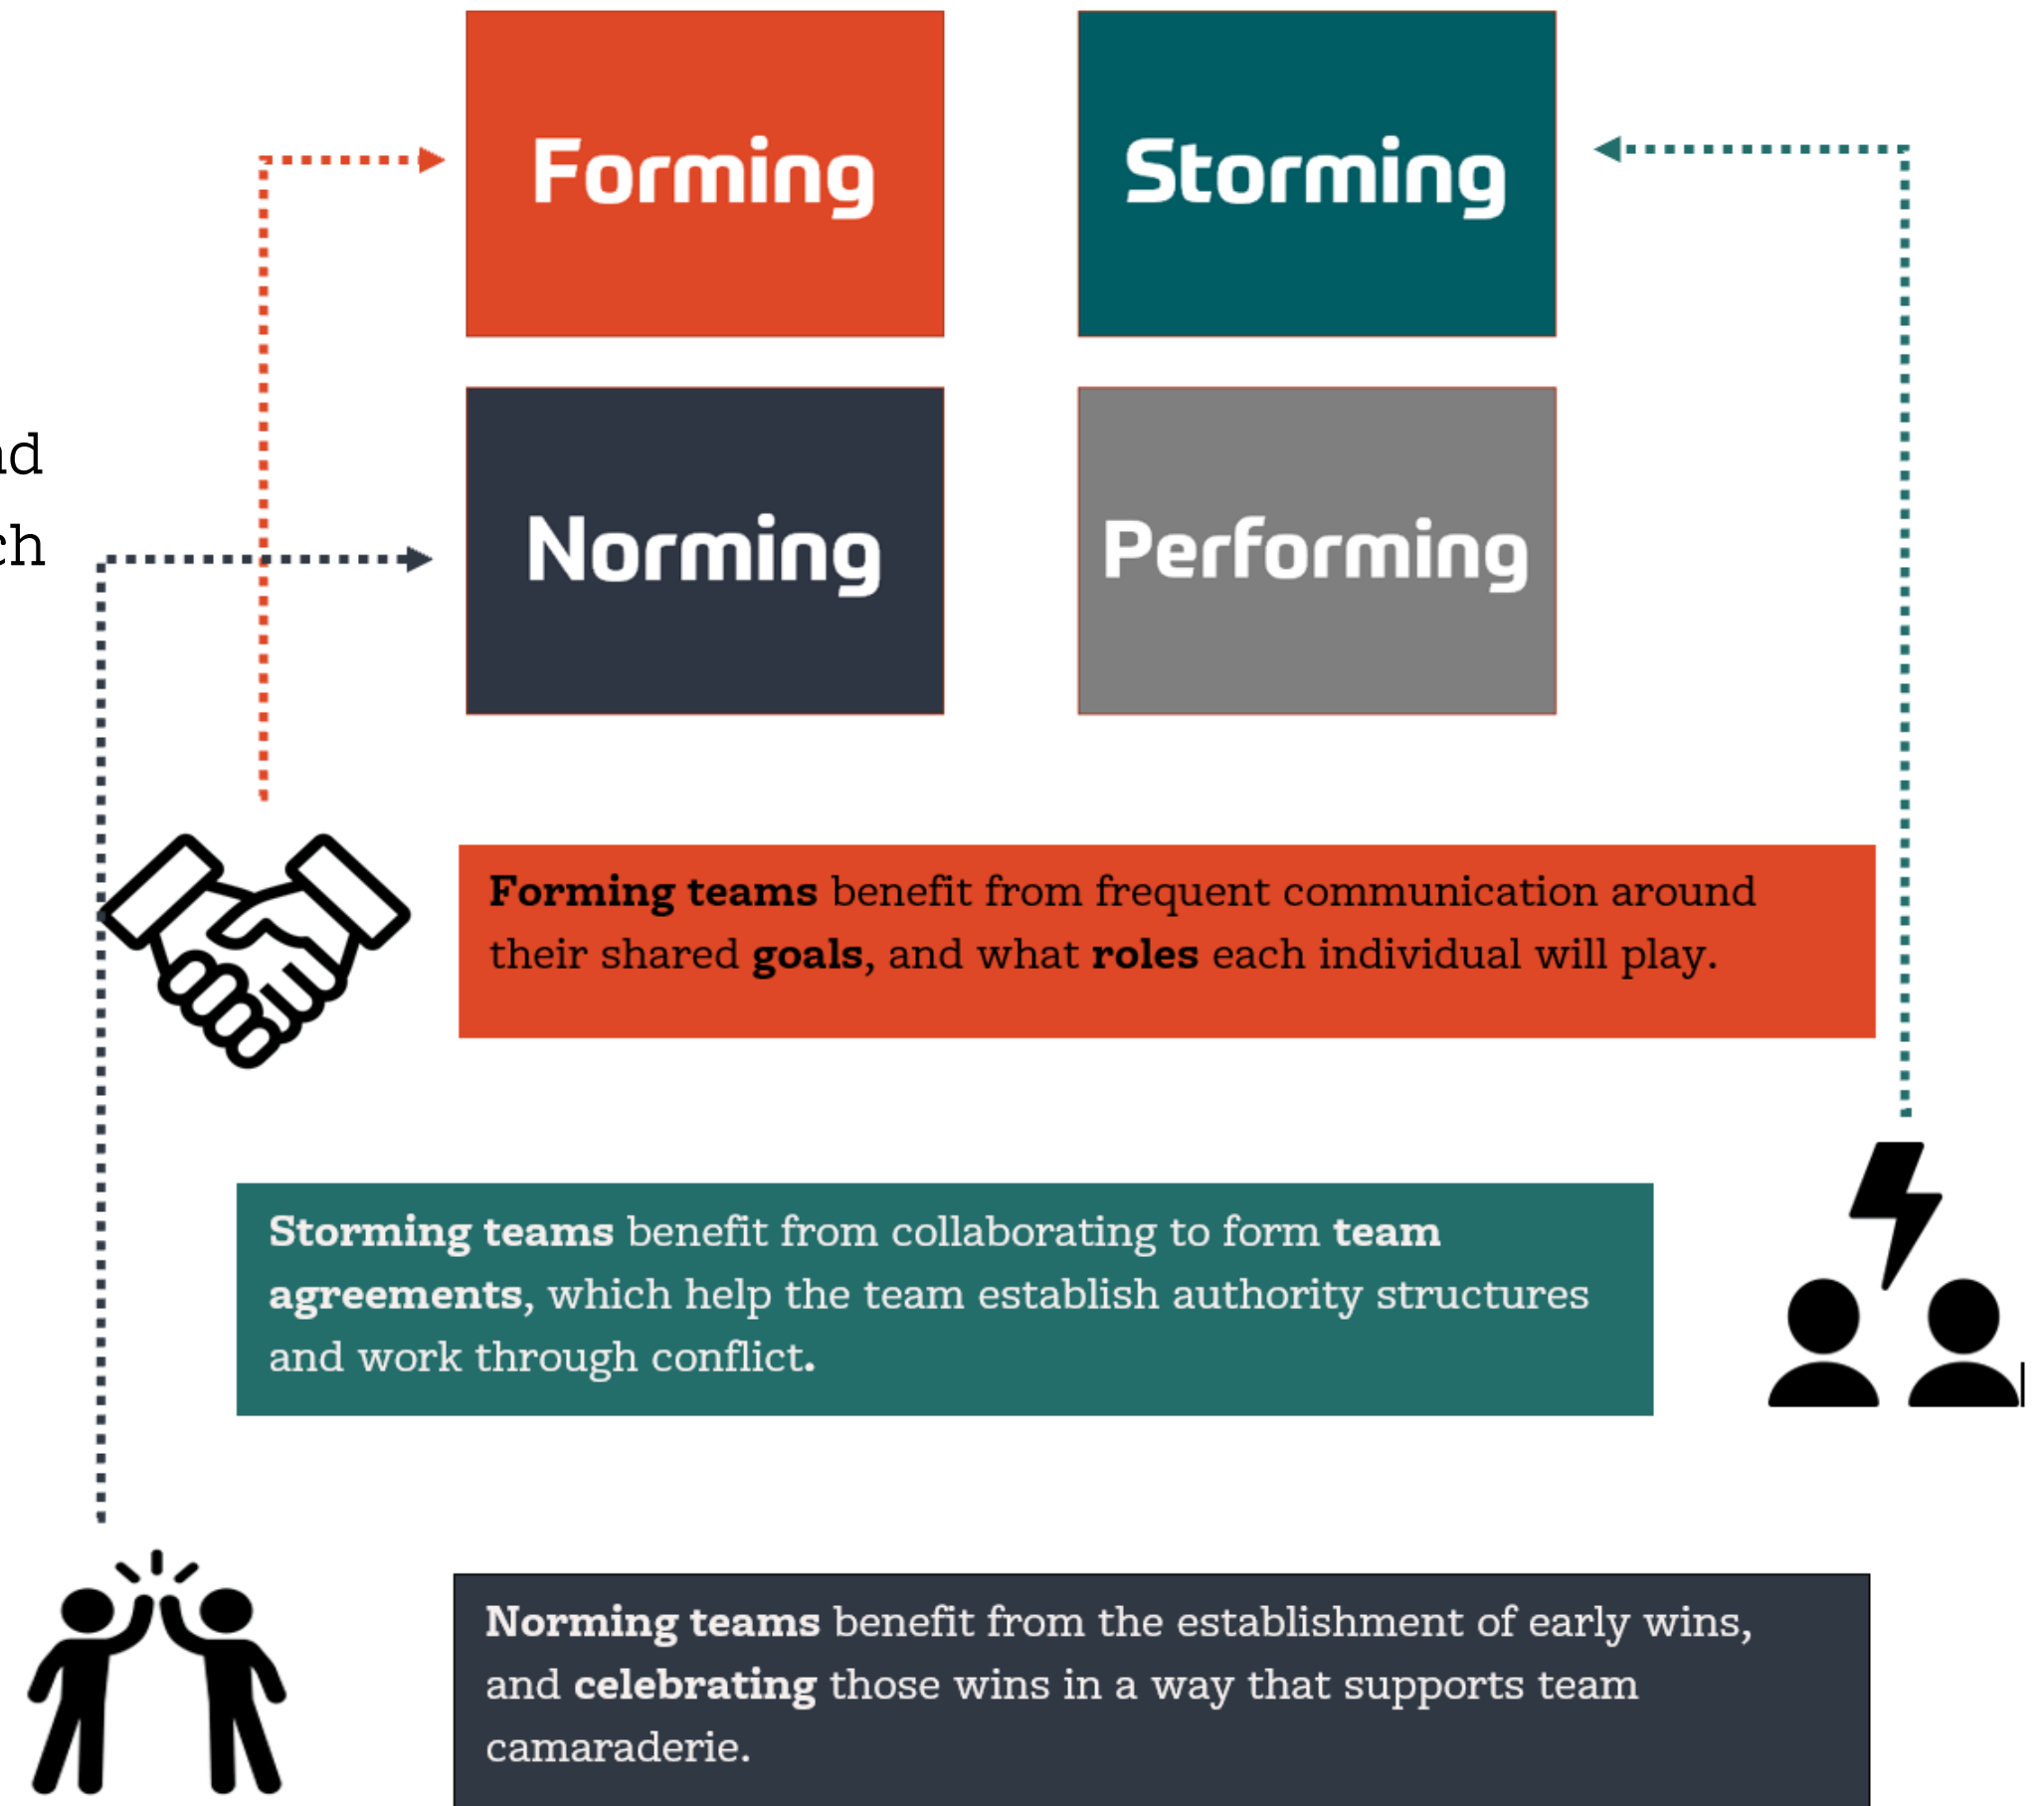 Forming
Storming
Norming
Performing
Forming teams benefit from frequent communication around
their shared goals, and what roles each individual will play.
Storming teams benefit from collaborating to form team
agreements, which help the team establish authority structures
and work through conflict.
Norming teams benefit from the establishment of early wins,
and celebrating those wins in a way that supports team
camaraderie.